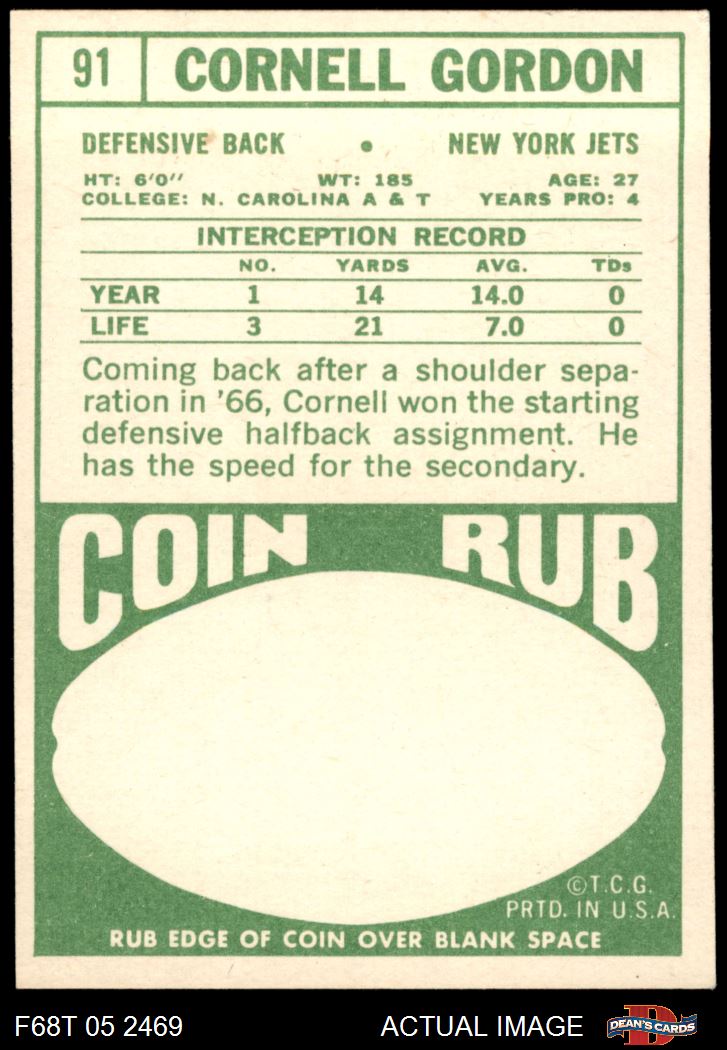 91 CORNELL GORDON
DEFENSIVE BACK • NEW YORK JETS
HT: 6'0" WT: 185 AGE: 27
COLLEGE: N. CAROLINA A & T YEARS PRO: 4
INTERCEPTION RECORD
NO. YARDS AVG. TDs
YEAR 1 14 14.0 0
LIFE 3 21 7.0 0
Coming back after a shoulder sepa-
ration in '66, Cornell won the starting
defensive halfback assignment. He
has the speed for the secondary.
COIN RUB
©T.C.G.
PRTD. IN U.S.A.
RUB EDGE OF COIN OVER BLANK SPACE
F68T 05 2469 ACTUAL IMAGE D DEAN'S CARDS